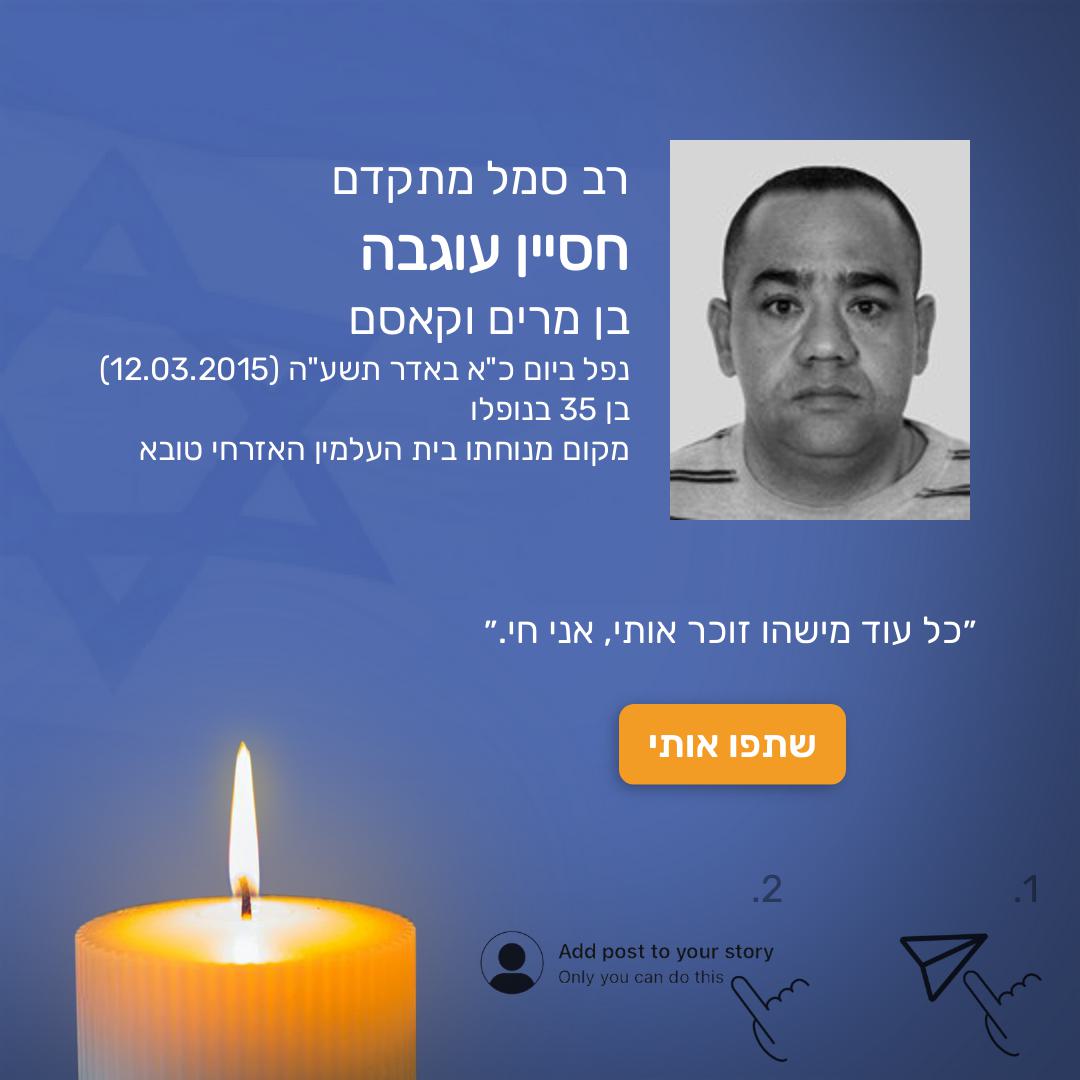 רב סמל מתקדם
חסיין עוגבה
בן מרים וקאסם
נפל ביום כ"א באדר תשע"ה (12.03.2015)
בן 35 בנופלו
מקום מנוחתו בית העלמין האזרחי טובא
״כל עוד מישהו זוכר אותי, אני חי.״
שתפו אותי
1.
2.
Add post to your story
Only you can do this